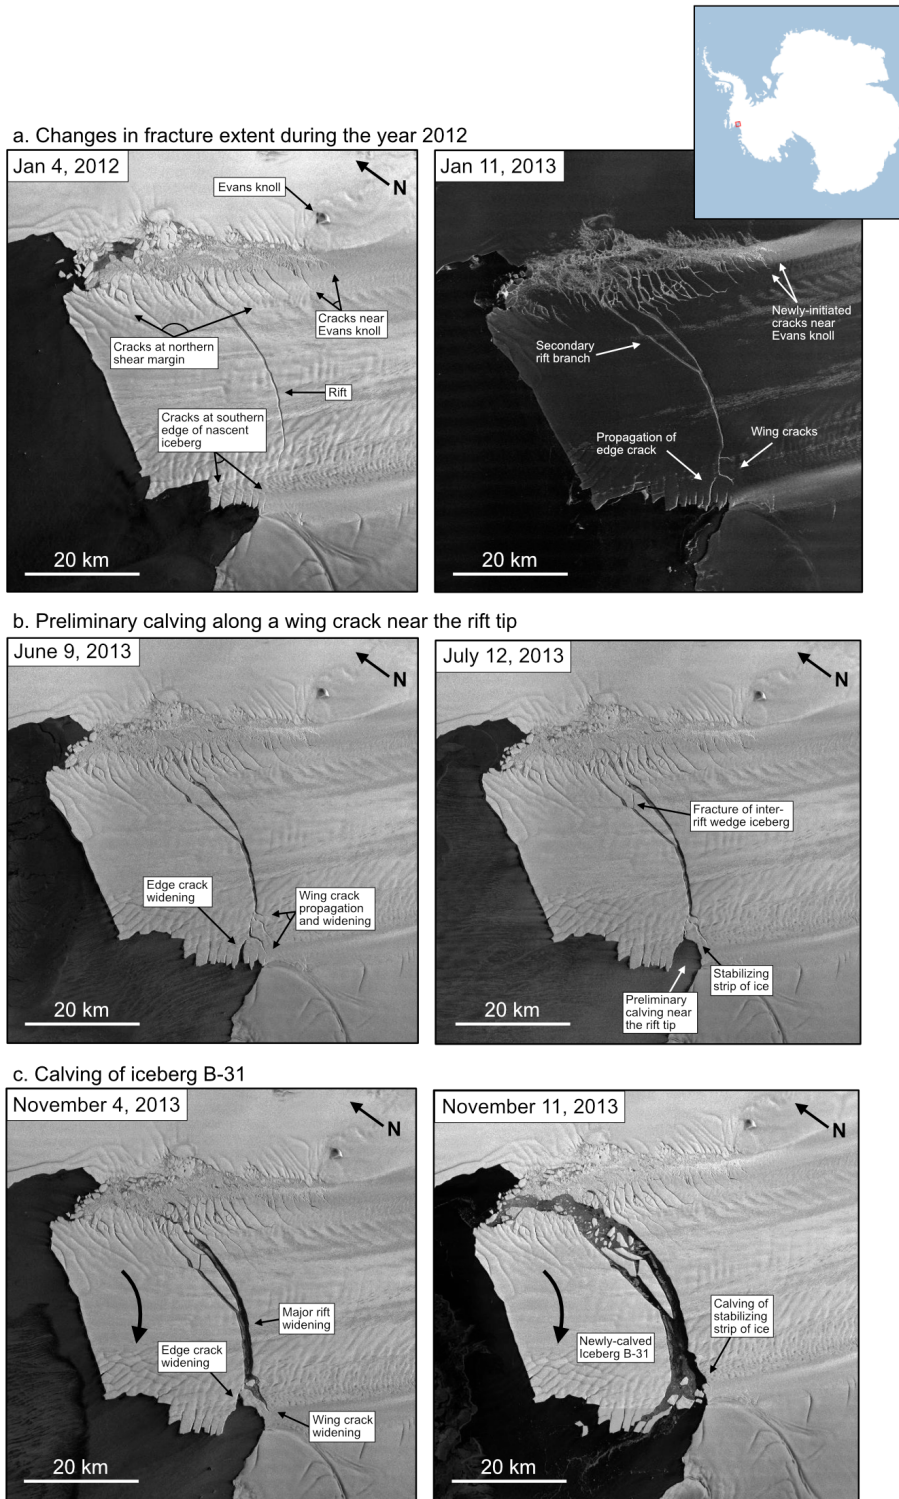 a. Changes in fracture extent during the year 2012
Jan 4, 2012
N
Evans knoll
Cracks near
Evans knoll
Cracks at northern
shear margin
Rift
Cracks at southern
edge of nascent
iceberg
20 km
Jan 11, 2013
Newly-initiated
cracks near
Evans knoll
Secondary
rift branch
Propagation of
edge crack
Wing cracks
20 km
b. Preliminary calving along a wing crack near the rift tip
June 9, 2013
N
Edge crack
widening
Wing crack
propagation
and widening
20 km
July 12, 2013
N
Fracture of inter-
rift wedge iceberg
Stabilizing
strip of ice
Preliminary
calving near
the rift tip
20 km
c. Calving of iceberg B-31
November 4, 2013
N
Major rift
widening
Edge crack
widening
Wing crack
widening
20 km
November 11, 2013
N
Calving of
stabilizing
strip of ice
Newly-calved
Iceberg B-31
20 km